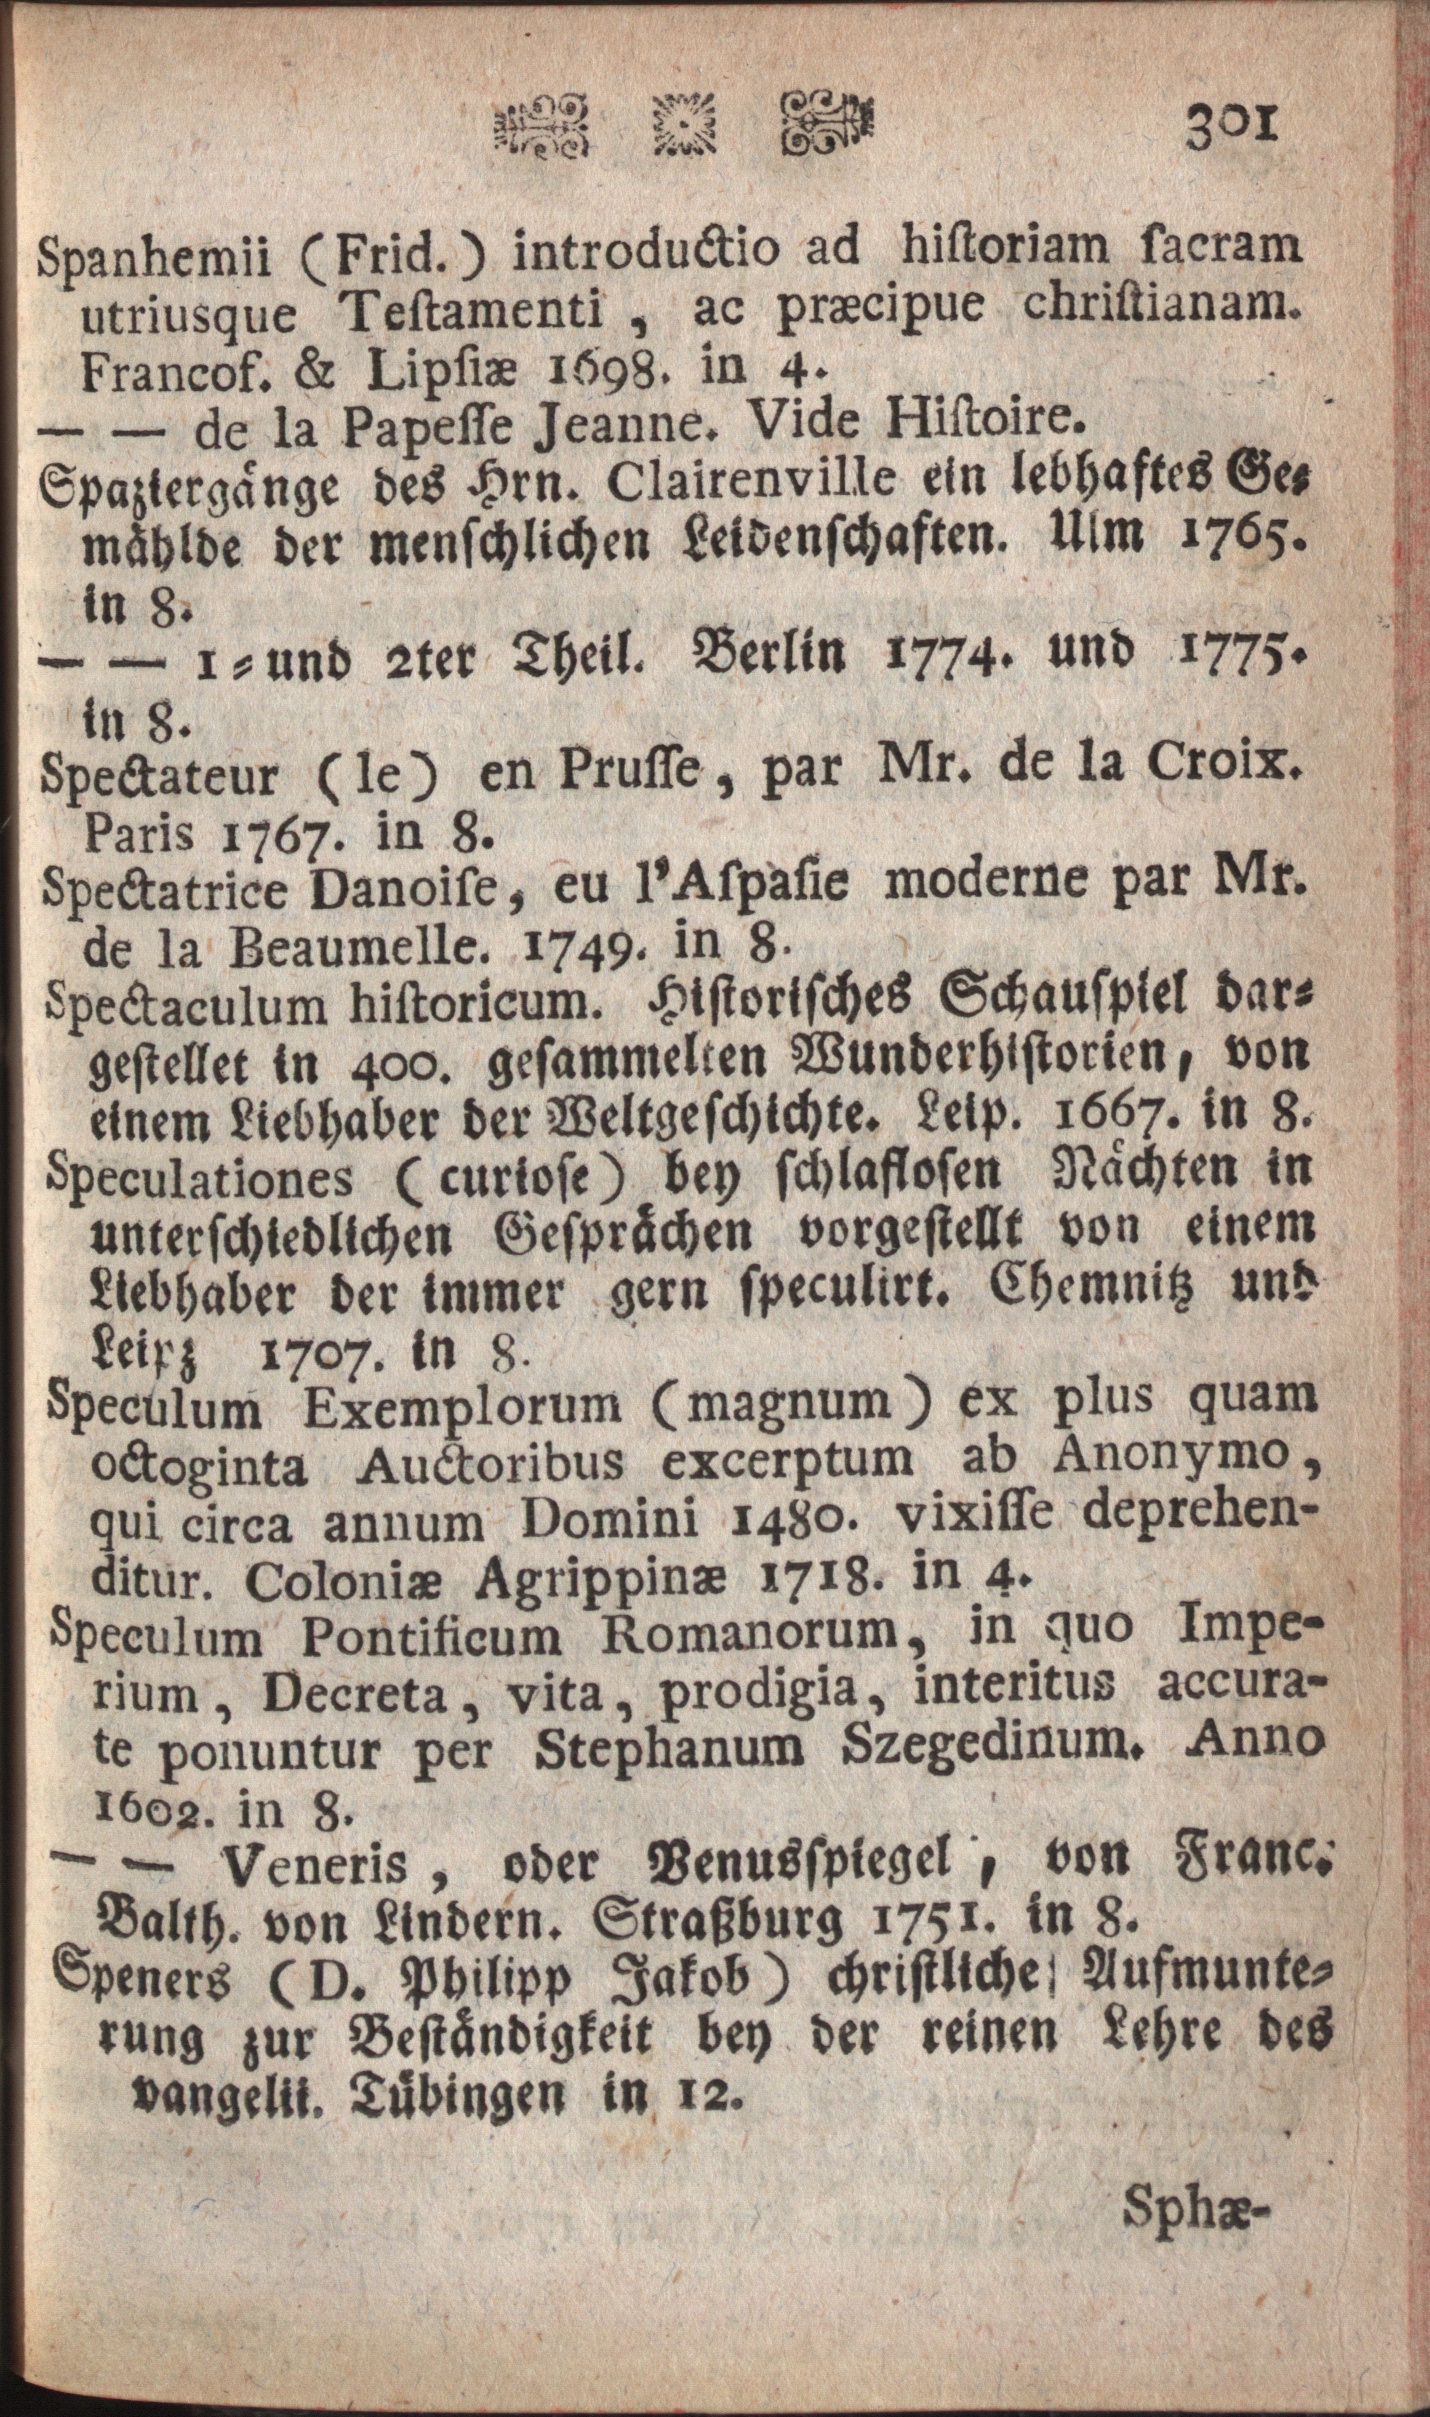 301
Spanhemii (Frid.) introductio ad hiſtoriam ſacram
utriusque Teſtamenti, ac præcipue chriſtianam.
Francof. & Lipſiæ 1698. in 4.
— — de la Papeſſe Jeanne. Vide Hiſtoire.
Spaziergänge des Hrn. Clairenville ein lebhaftes Ge⸗
mählde der menſchlichen Leidenſchaften. Ulm 1765.
in 8.
— — 1⸗und 2ter Theil. Berlin 1774. und 1775.
in 8.
Spectateur (le) en Pruſſe, par Mr. de la Croix.
Paris 1767. in 8.
Spectatrice Danoiſe, eu l'Aſpaſie moderne par Mr.
de la Beaumelle. 1749. in 8.
Spectaculum hiſtoricum. Hiſtoriſches Schauſpiel dar⸗
geſtellet in 400. geſammelten Wunderhiſtorien, von
einem Liebhaber der Weltgeſchichte. Leip. 1667. in 8.
Speculationes (curioſe) bey ſchlafloſen Nächten in
unterſchiedlichen Geſprächen vorgeſtellt von einem
Liebhaber der immer gern ſpeculirt. Chemnitz und
Leipz 1707. in 8.
Speculum Exemplorum (magnum) ex plus quam
octoginta Auctoribus excerptum ab Anonymo,
qui circa annum Domini 1480. vixiſſe deprehen-
ditur. Coloniæ Agrippinæ 1718. in 4.
Speculum Pontificum Romanorum, in quo Impe-
rium, Decreta, vita, prodigia, interitus accura-
te ponuntur per Stephanum Szegedinum. Anno
1602. in 8.
— — Veneris, oder Venusſpiegel, von Franc.
Balth. von Lindern. Straßburg 1751. in 8.
Speners (D. Philipp Jakob) chriſtliche Aufmunte⸗
rung zur Beſtändigkeit bey der reinen Lehre des
vangelii. Tübingen in 12.
Sphæ-